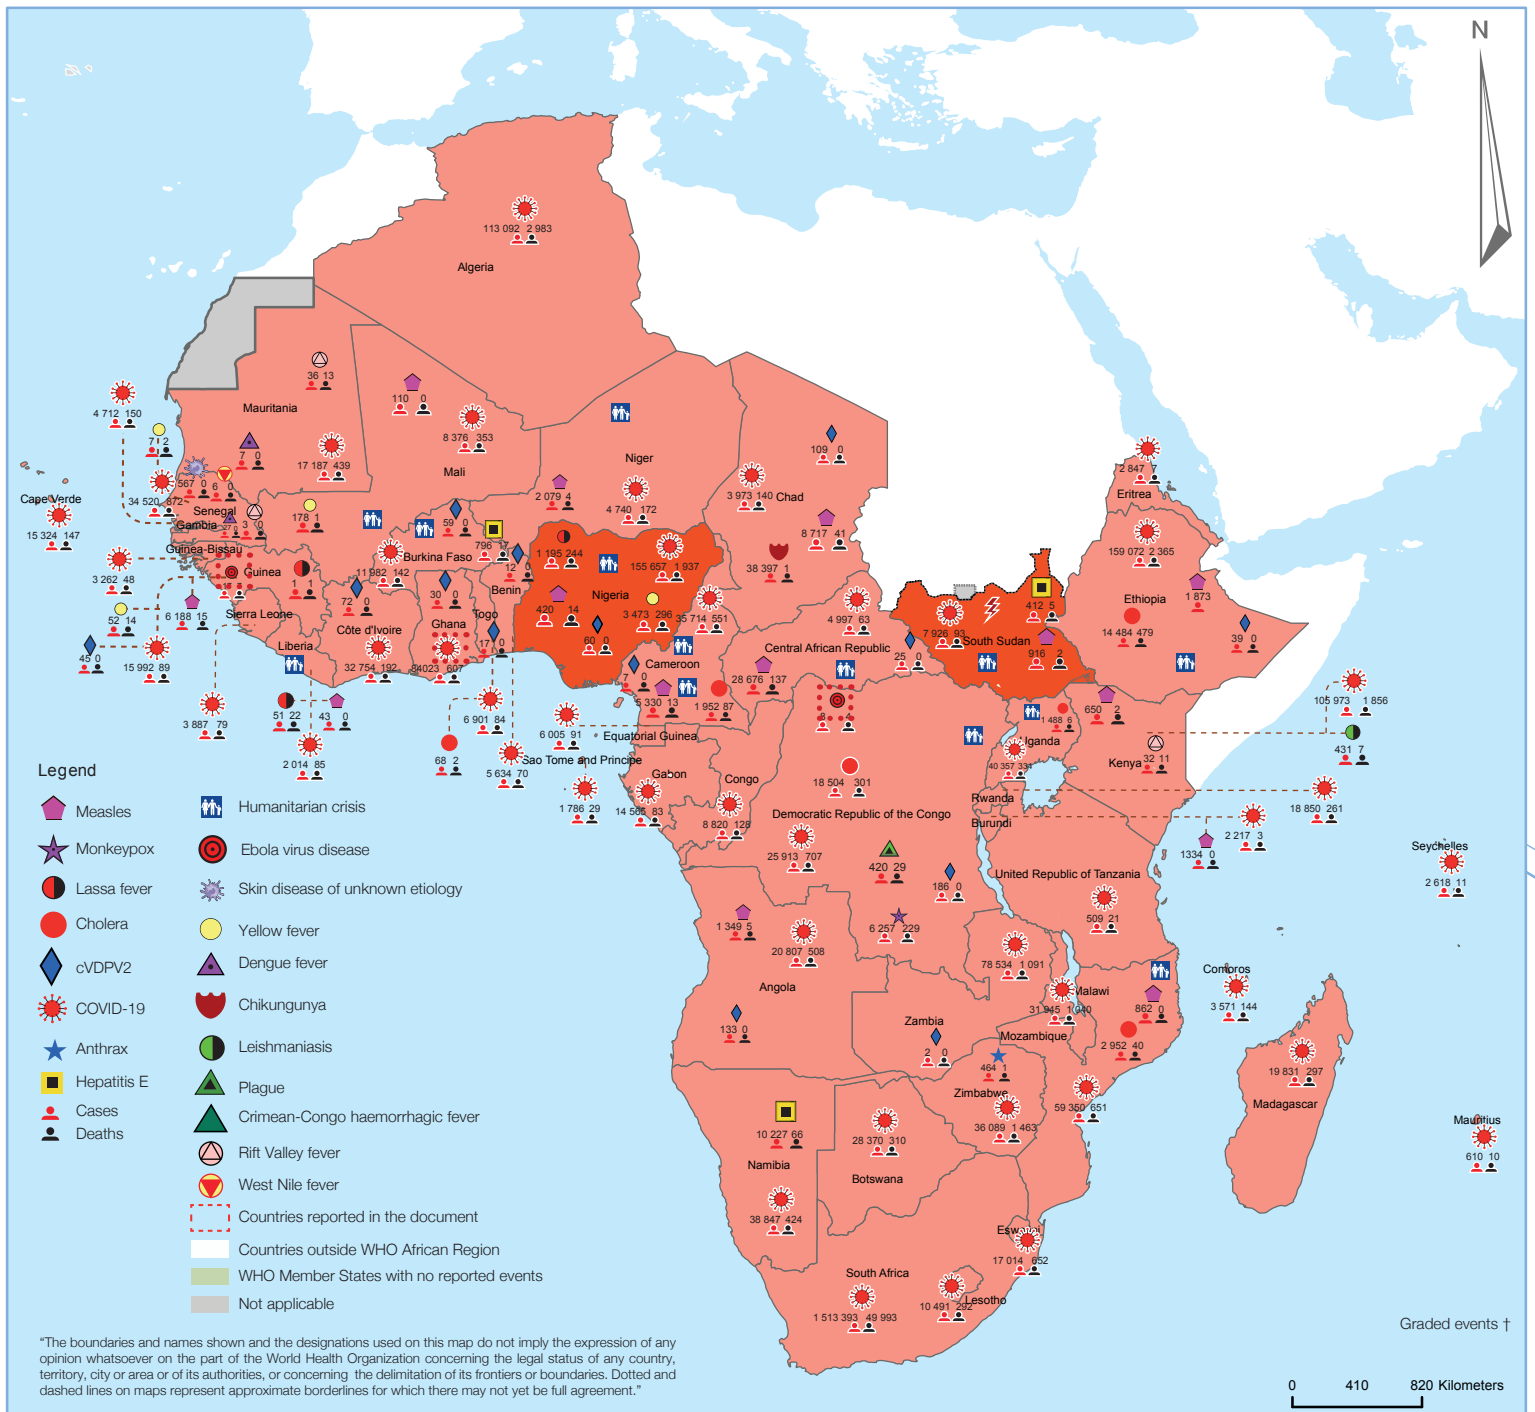 N
113 092 2 983
Algeria
36 13
Mauritania
110 0
4 712 150
7 2
7 0
17 187 439
8 376 353
Mali
Niger
109 0
2 847 7
Eritrea
567 0
6 0
34 520 872
Cape Verde
15 324 147
Senegal
Gambia
27 0
3 0
178 1
2 079 4
4 740 172
3 973 140
Chad
8 717 41
38 397 1
159 072 2 365
1 873
Ethiopia
14 484 479
39 0
Guinea-Bissau
3 262 48
Guinea
1 1
59 0
796 17
Burkina Faso
11 982 142
12 0
Benin
1 195 244
155 657 1 937
Nigeria
420 14
3 473 296
60 0
35 714 551
4 997 63
7 926 93
412 5
South Sudan
916 2
52 14
6 188 15
Sierra Leone
72 0
30 0
Togo
Ghana
Côte d'Ivoire
17 0
Liberia
45 0
15 992 89
32 754 192
84023 607
Cameroon
7 0
5 330 13
1 952 87
Central African Republic
25 0
28 676 137
3 887 79
51 22
43 0
2 014 85
68 2
6 901 84
5 634 70
6 005 91
Equatorial Guinea
Sao Tome and Principe
1 786 29
Gabon
14 565 83
Congo
8 820 128
18 504 301
Democratic Republic of the Congo
25 913 707
420 29
186 0
6 257 229
1 488 6
Uganda
40 357 334
650 2
Kenya
32 11
105 973 1 856
431 7
Rwanda
Burundi
18 850 261
2 217 3
1334 0
Seychelles
2 618 11
United Republic of Tanzania
509 21
1 349 5
20 807 508
Angola
133 0
78 534 1 091
Zambia
2 0
Malawi
31 945 1 040
862 0
Mozambique
2 952 40
59 350 651
Comoros
3 571 144
464 1
Zimbabwe
36 089 1 463
19 831 297
Madagascar
Mauritius
610 10
10 227 66
Namibia
38 847 424
28 370 310
Botswana
17 014 652
South Africa
1 513 393 49 993
10 491 292
Lesotho
Legend
Measles
Monkeypox
Lassa fever
Cholera
cVDPV2
COVID-19
Anthrax
Hepatitis E
Cases
Deaths
Humanitarian crisis
Ebola virus disease
Skin disease of unknown etiology
Yellow fever
Dengue fever
Chikungunya
Leishmaniasis
Plague
Crimean-Congo haemorrhagic fever
Rift Valley fever
West Nile fever
Countries reported in the document
Countries outside WHO African Region
WHO Member States with no reported events
Not applicable
Graded events †
0 410 820 Kilometers
“The boundaries and names shown and the designations used on this map do not imply the expression of any
opinion whatsoever on the part of the World Health Organization concerning the legal status of any country,
territory, city or area or of its authorities, or concerning the delimitation of its frontiers or boundaries. Dotted and
dashed lines on maps represent approximate borderlines for which there may not yet be full agreement.”